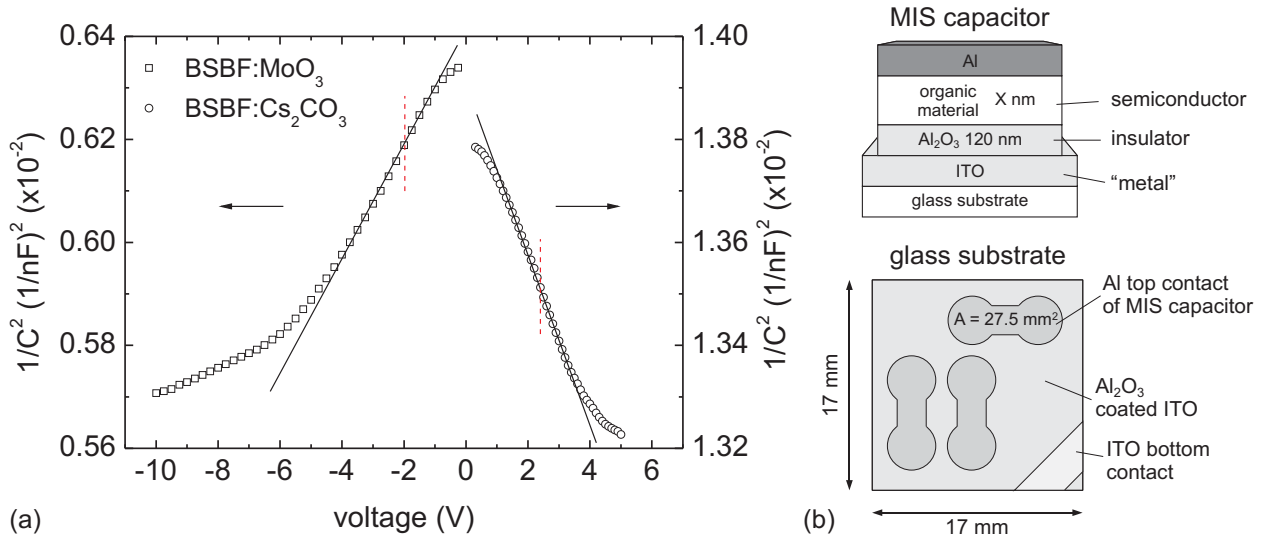 0.64
0.62
0.60
0.58
0.56
1/C² (1/nF)² (x10⁻²)
BSBF:MoO₃
BSBF:Cs₂CO₃
1.40
1.38
1.36
1.34
1.32
1/C² (1/nF)² (x10⁻²)
-10 -8 -6 -4 -2 0 2 4 6
voltage (V)
(a)
MIS capacitor
Al
organic
material X nm
semiconductor
Al₂O₃ 120 nm
insulator
ITO
"metal"
glass substrate
glass substrate
Al top contact
of MIS capacitor
A = 27.5 mm²
17 mm
Al₂O₃
coated ITO
ITO bottom
contact
17 mm
(b)